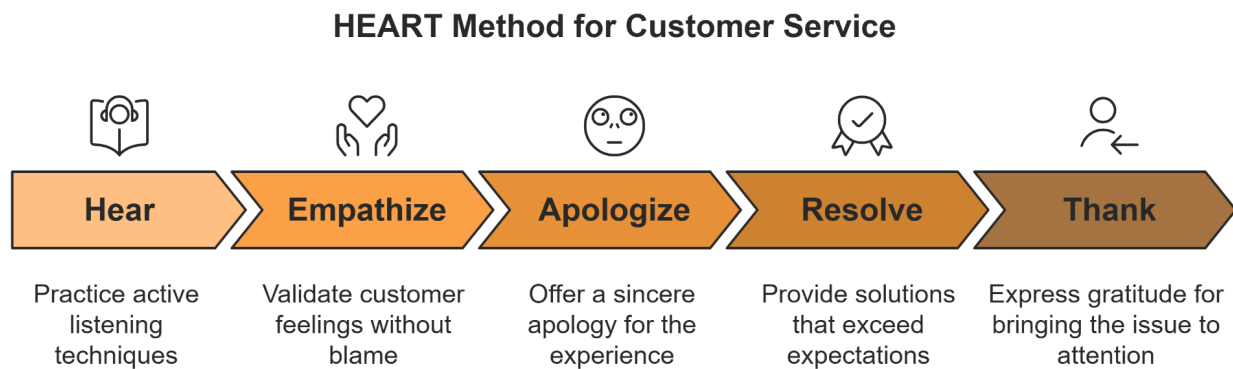 HEART Method for Customer Service
Hear
Empathize
Apologize
Resolve
Thank
Practice active
listening
techniques
Validate customer
feelings without
blame
Offer a sincere
apology for the
experience
Provide solutions
that exceed
expectations
Express gratitude for
bringing the issue to
attention